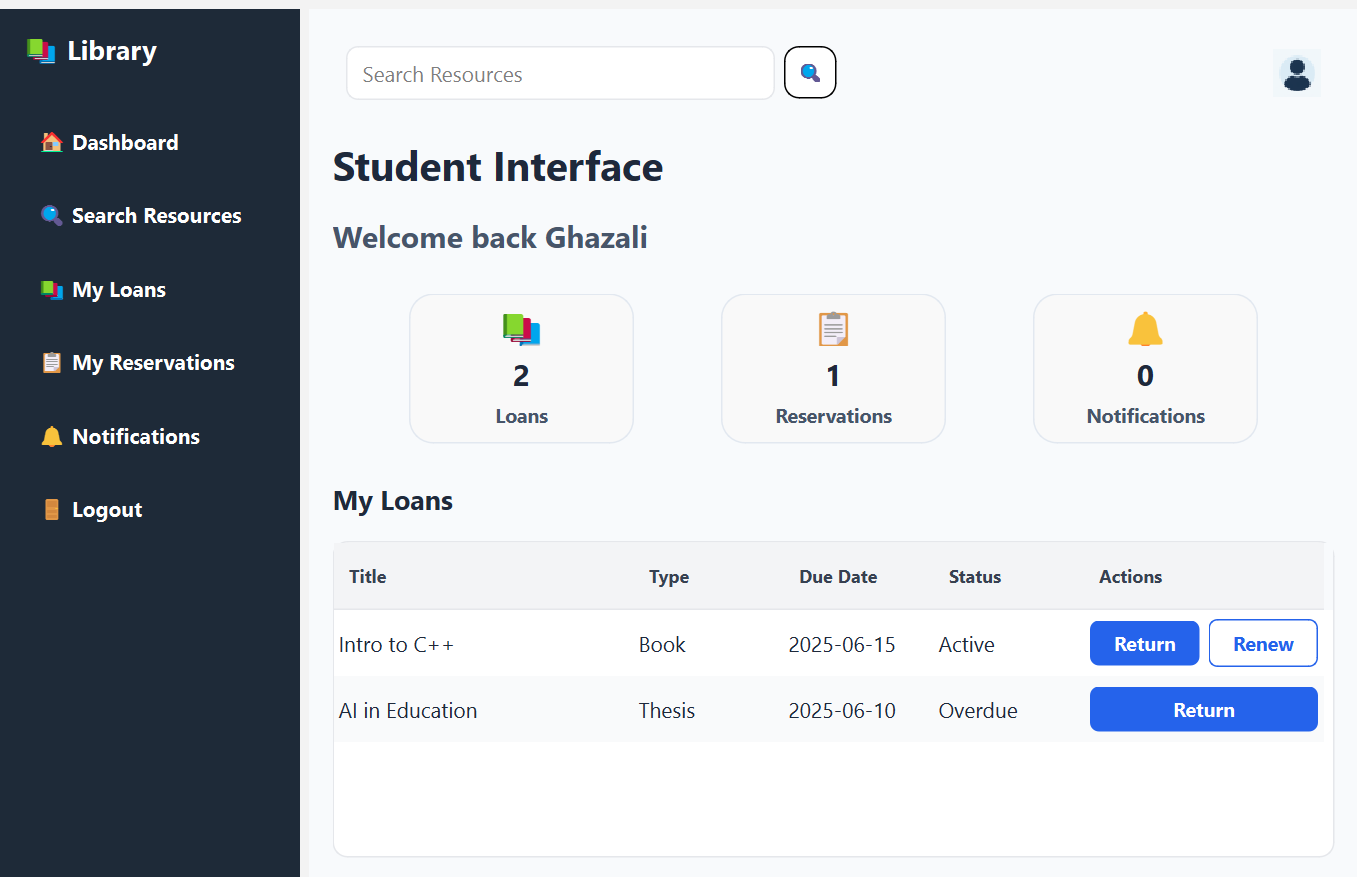 Library
Dashboard
Search Resources
My Loans
My Reservations
Notifications
Logout
Search Resources
Student Interface
Welcome back Ghazali
2
Loans
1
Reservations
0
Notifications
My Loans
Title Type Due Date Status Actions
Intro to C++ Book 2025-06-15 Active Return Renew
AI in Education Thesis 2025-06-10 Overdue Return